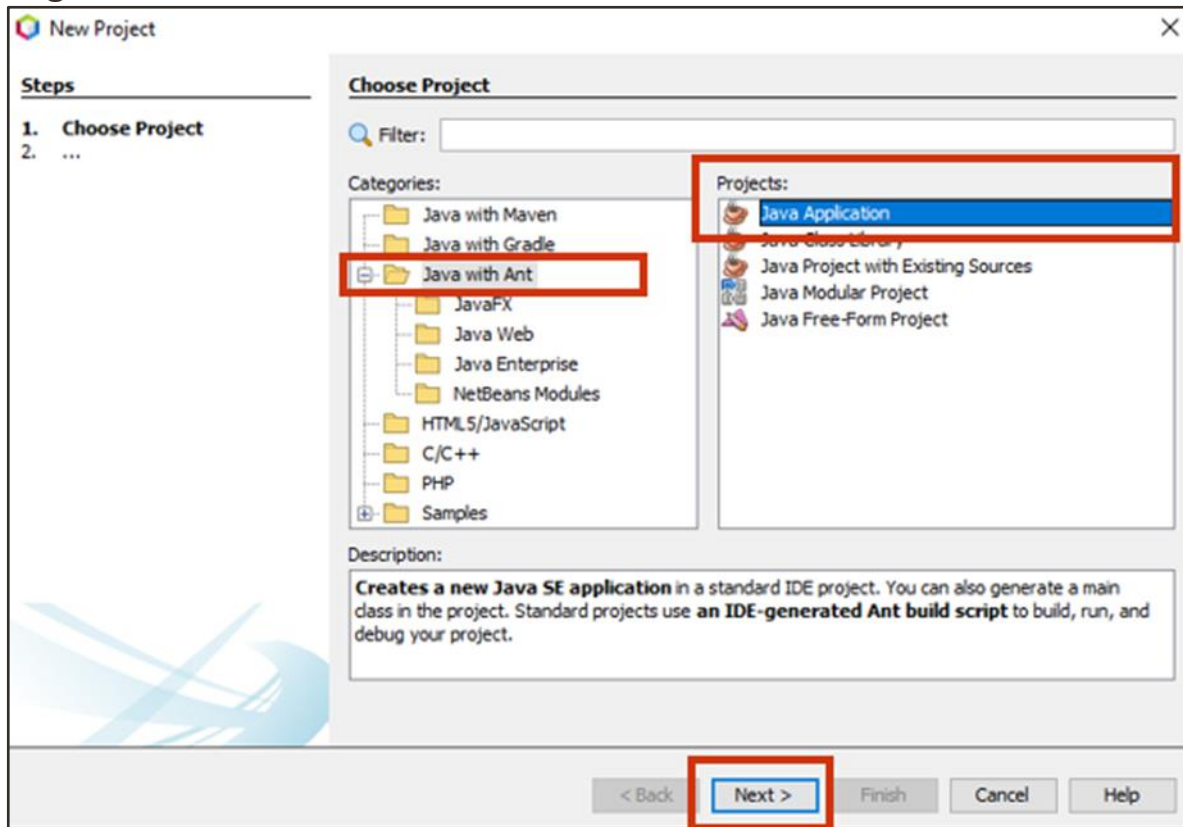 New Project
Steps
1. Choose Project
2. ...
Choose Project
Filter:
Categories:
Java with Maven
Java with Gradle
Java with Ant
JavaFX
Java Web
Java Enterprise
NetBeans Modules
HTML5/JavaScript
C/C++
PHP
Samples
Projects:
Java Application
Java Class Library
Java Project with Existing Sources
Java Modular Project
Java Free-Form Project
Description:
Creates a new Java SE application in a standard IDE project. You can also generate a main
class in the project. Standard projects use an IDE-generated Ant build script to build, run, and
debug your project.
< Back
Next >
Finish
Cancel
Help